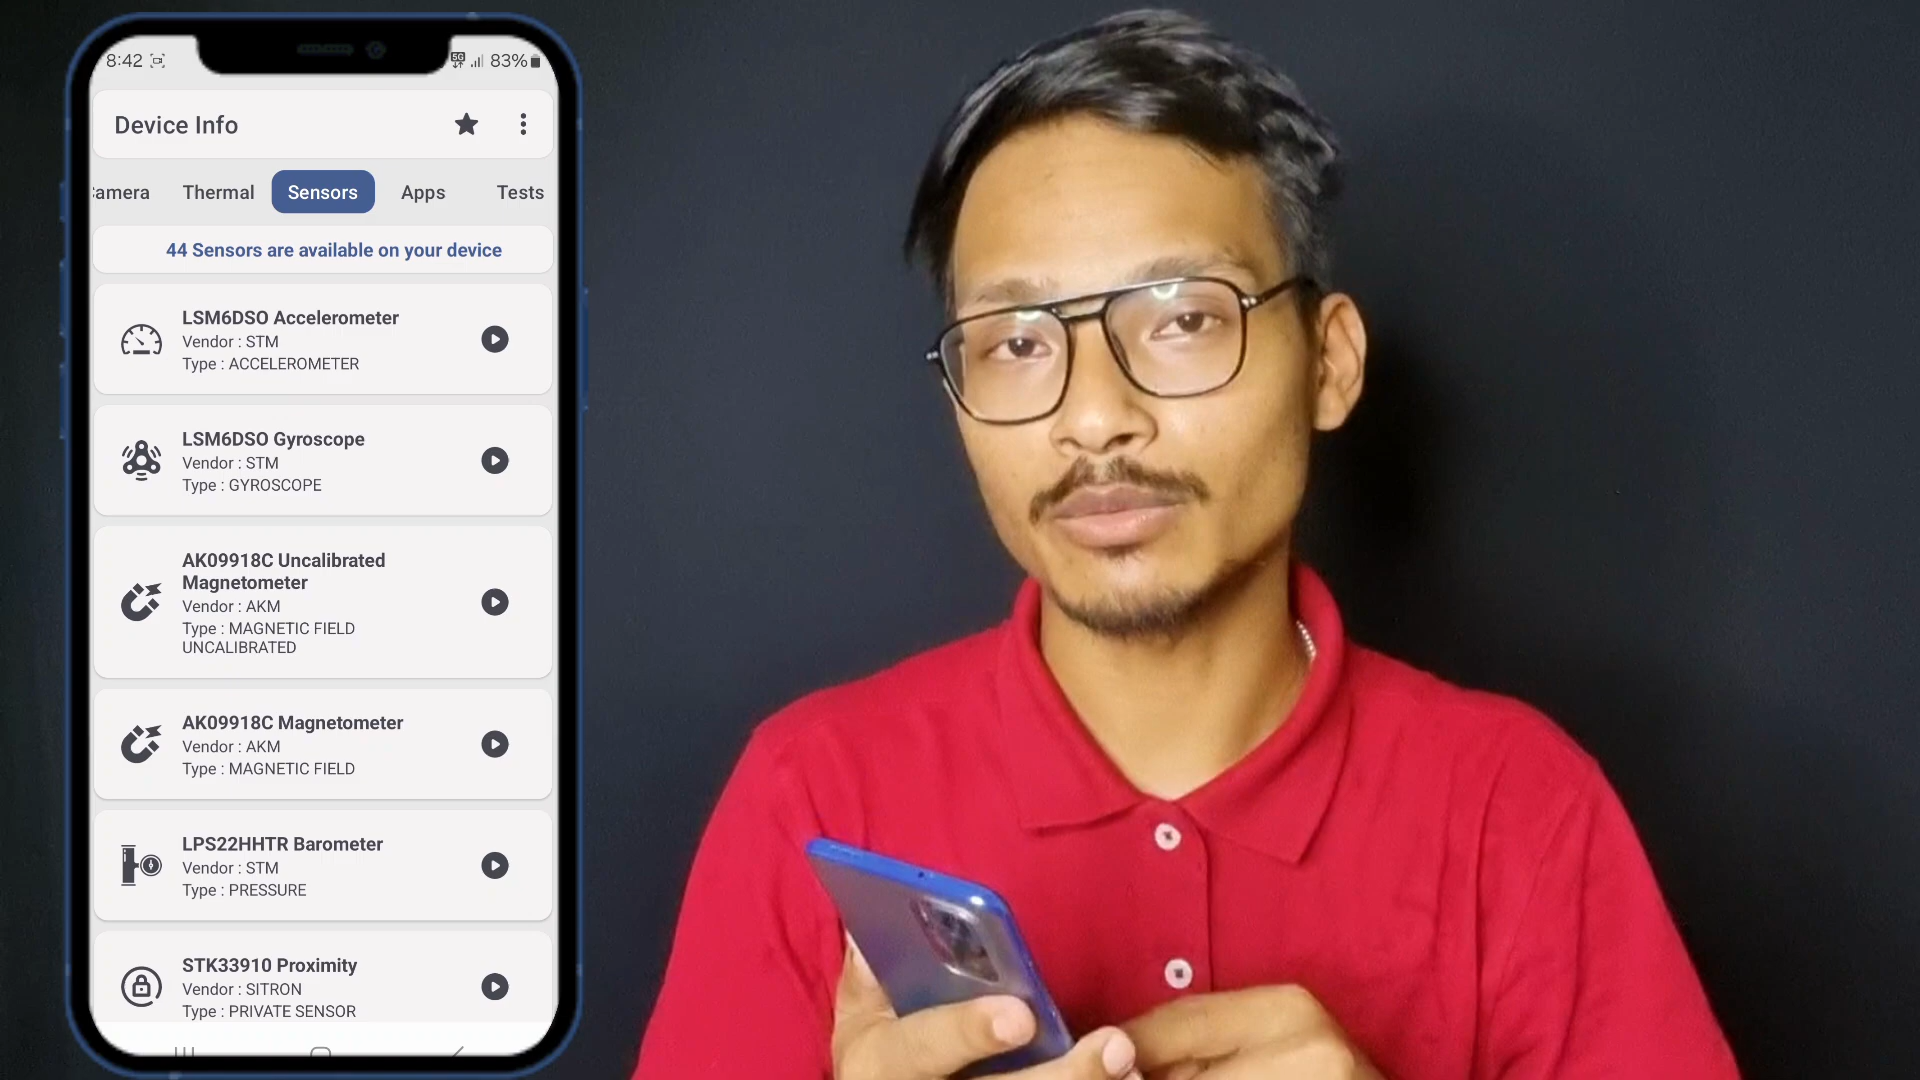 8:42 5G 83%
Device Info
amera Thermal Sensors Apps Tests
44 Sensors are available on your device
LSM6DSO Accelerometer
Vendor : STM
Type : ACCELEROMETER
LSM6DSO Gyroscope
Vendor : STM
Type : GYROSCOPE
AK09918C Uncalibrated
Magnetometer
Vendor : AKM
Type : MAGNETIC FIELD
UNCALIBRATED
AK09918C Magnetometer
Vendor : AKM
Type : MAGNETIC FIELD
LPS22HHTR Barometer
Vendor : STM
Type : PRESSURE
STK33910 Proximity
Vendor : SITRON
Type : PRIVATE SENSOR